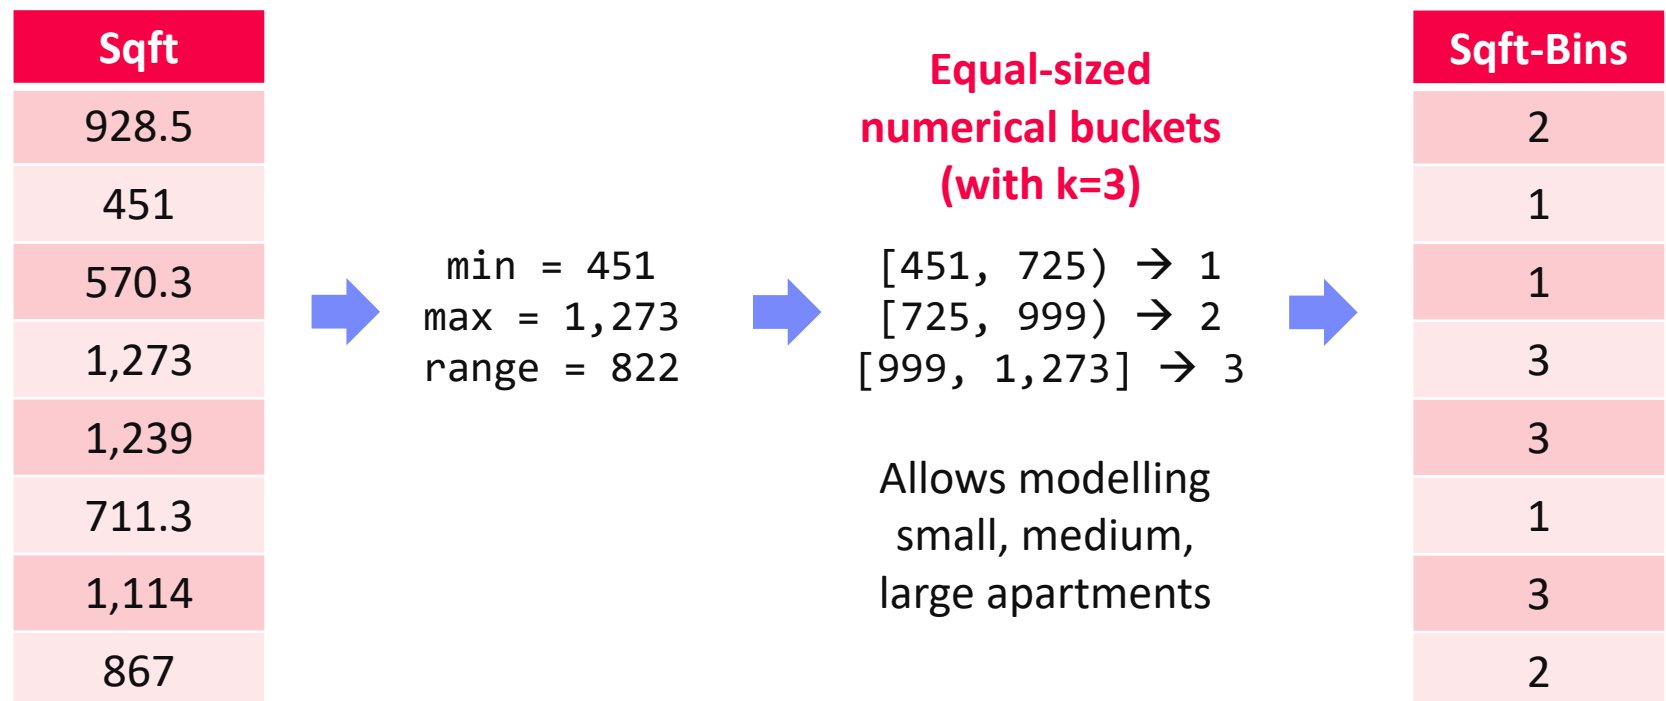 Sqft
928.5
451
570.3
1,273
1,239
711.3
1,114
867
min = 451
max = 1,273
range = 822
Equal-sized
numerical buckets
(with k=3)
[451, 725) → 1
[725, 999) → 2
[999, 1,273] → 3
Allows modelling
small, medium,
large apartments
Sqft-Bins
2
1
1
3
3
1
3
2